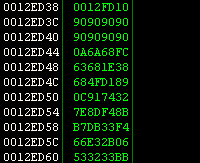 0012ED38 0012FD10
0012ED3C 90909090
0012ED40 90909090
0012ED44 0A6A68FC
0012ED48 63681E38
0012ED4C 684FD189
0012ED50 0C917432
0012ED54 7E8DF48B
0012ED58 B7DB33F4
0012ED5C 66E32B06
0012ED60 533233BB